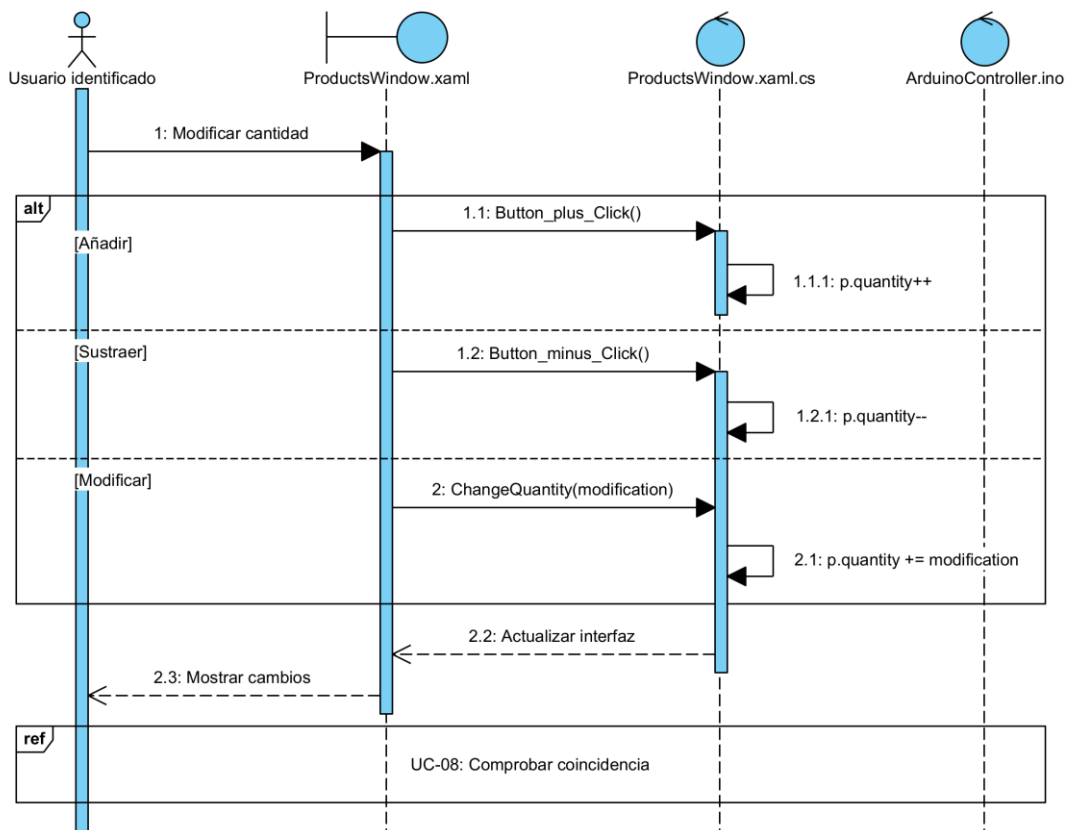 Usuario identificado
ProductsWindow.xaml
ProductsWindow.xaml.cs
ArduinoController.ino
1: Modificar cantidad
alt
1.1: Button_plus_Click()
[Añadir]
1.1.1: p.quantity++
[Sustraer]
1.2: Button_minus_Click()
1.2.1: p.quantity--
[Modificar]
2: ChangeQuantity(modification)
2.1: p.quantity += modification
2.2: Actualizar interfaz
2.3: Mostrar cambios
ref
UC-08: Comprobar coincidencia